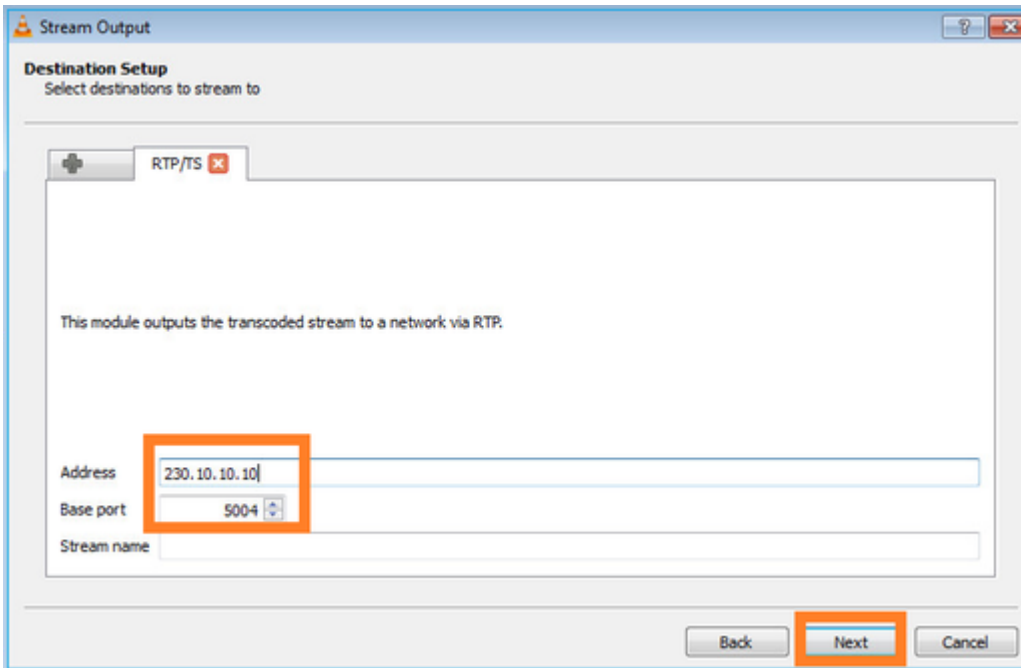 Stream Output
Destination Setup
Select destinations to stream to
RTP/TS
This module outputs the transcoded stream to a network via RTP.
Address 230.10.10.10
Base port 5004
Stream name
Back Next Cancel